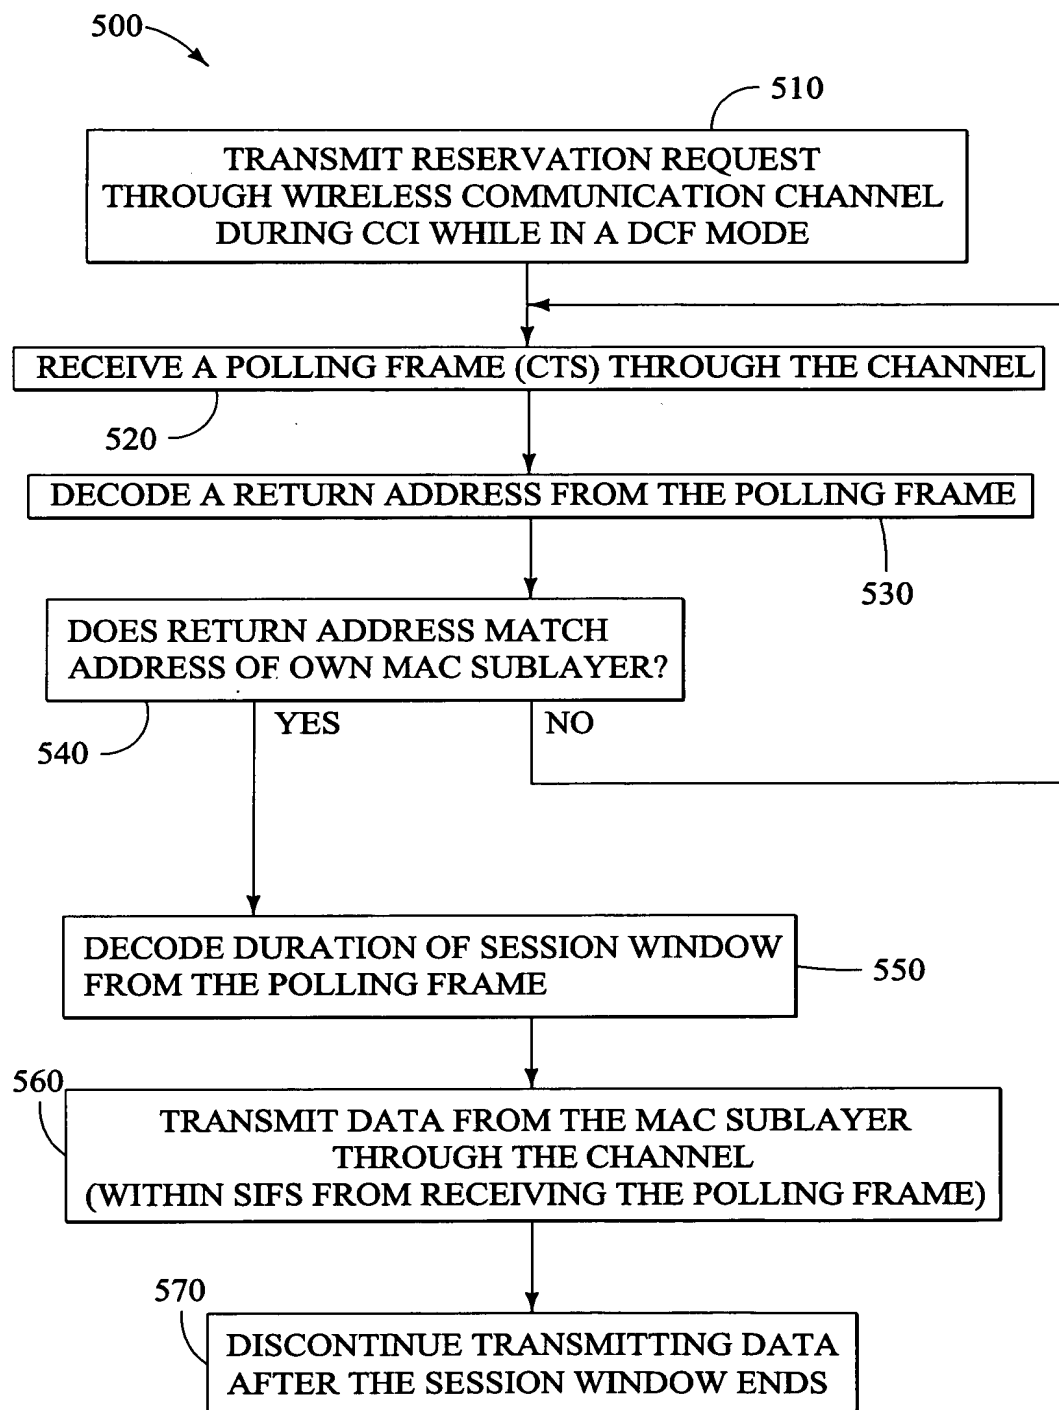 500
510
TRANSMIT RESERVATION REQUEST
THROUGH WIRELESS COMMUNICATION CHANNEL
DURING CCI WHILE IN A DCF MODE
RECEIVE A POLLING FRAME (CTS) THROUGH THE CHANNEL
520
DECODE A RETURN ADDRESS FROM THE POLLING FRAME
530
DOES RETURN ADDRESS MATCH
ADDRESS OF OWN MAC SUBLAYER?
540
YES
NO
DECODE DURATION OF SESSION WINDOW
FROM THE POLLING FRAME
550
560
TRANSMIT DATA FROM THE MAC SUBLAYER
THROUGH THE CHANNEL
(WITHIN SIFS FROM RECEIVING THE POLLING FRAME)
570
DISCONTINUE TRANSMITTING DATA
AFTER THE SESSION WINDOW ENDS